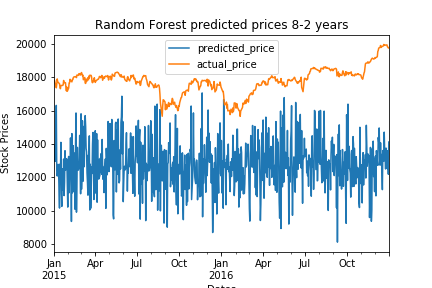 Random Forest predicted prices 8-2 years
predicted_price
actual_price
Stock Prices
20000
18000
16000
14000
12000
10000
8000
Jan
2015
Apr
Jul
Oct
Jan
2016
Apr
Jul
Oct